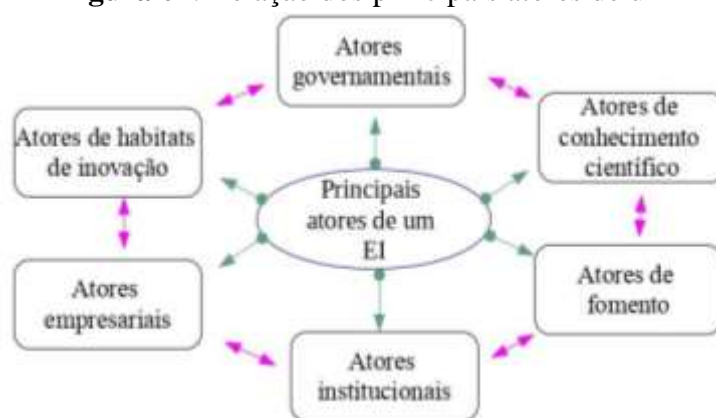 Atores
governamentais
Atores de habitats
de inovação
Atores de
conhecimento
científico
Principais
atores de um
EI
Atores
empresariais
Atores de
fomento
Atores
institucionais